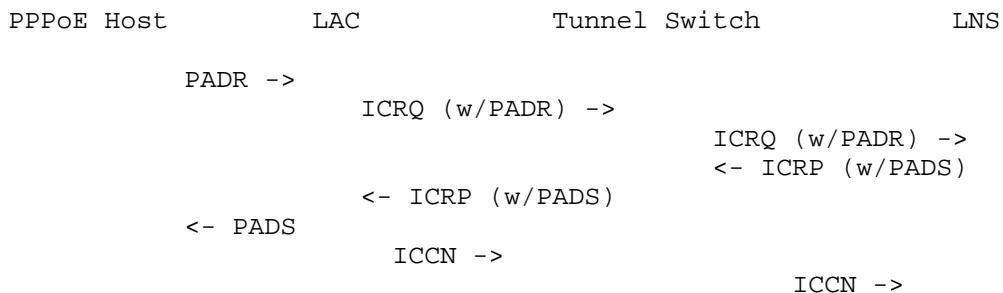 PPPoE Host LAC Tunnel Switch LNS
PADR ->
ICRQ (w/PADR) ->
ICRQ (w/PADR) ->
<- ICRP (w/PADS)
<- ICRP (w/PADS)
<- PADS
ICCN ->
ICCN ->